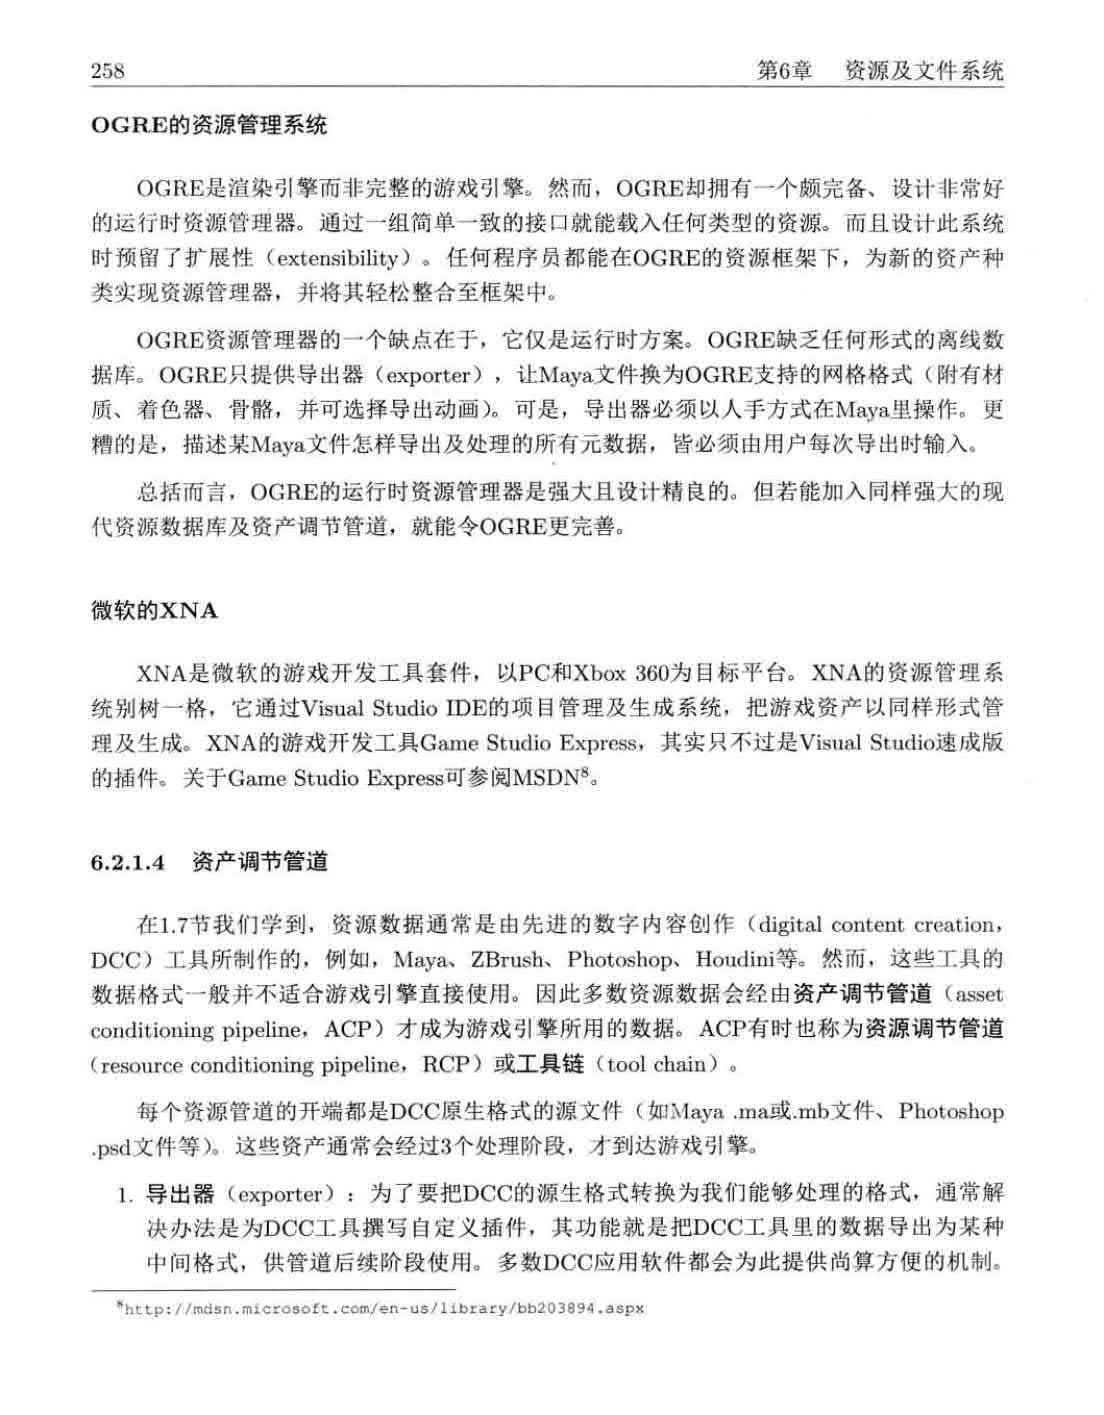 258 第6章 资源及文件系统
OGRE的资源管理系统
OGRE是渲染引擎而非完整的游戏引擎。然而，OGRE却拥有一个颇完备、设计非常好
的运行时资源管理器。通过一组简单一致的接口就能载入任何类型的资源。而且设计此系统
时预留了扩展性（extensibility）。任何程序员都能在OGRE的资源框架下，为新的资产种
类实现资源管理器，并将其轻松整合至框架中。
OGRE资源管理器的一个缺点在于，它仅是运行时方案。OGRE缺乏任何形式的离线数
据库。OGRE只提供导出器（exporter），让Maya文件换为OGRE支持的网格格式（附有材
质、着色器、骨骼，并可选择导出动画）。可是，导出器必须以人手方式在Maya里操作。更
糟的是，描述某Maya文件怎样导出及处理的所有元数据，皆必须由用户每次导出时输入。
总括而言，OGRE的运行时资源管理器是强大且设计精良的。但若能加入同样强大的现
代资源数据库及资产调节管道，就能令OGRE更完善。
微软的XNA
XNA是微软的游戏开发工具套件，以PC和Xbox 360为目标平台。XNA的资源管理系
统别树一格，它通过Visual Studio IDE的项目管理及生成系统，把游戏资产以同样形式管
理及生成。XNA的游戏开发工具Game Studio Express，其实只不过是Visual Studio速成版
的插件。关于Game Studio Express可参阅MSDN⁸。
6.2.1.4 资产调节管道
在1.7节我们学到，资源数据通常是由先进的数字内容创作（digital content creation，
DCC）工具所制作的，例如，Maya、ZBrush、Photoshop、Houdini等。然而，这些工具的
数据格式一般并不适合游戏引擎直接使用。因此多数资源数据会经由资产调节管道（asset
conditioning pipeline，ACP）才成为游戏引擎所用的数据。ACP有时也称为资源调节管道
（resource conditioning pipeline，RCP）或工具链（tool chain）。
每个资源管道的开端都是DCC原生格式的源文件（如Maya .ma或.mb文件、Photoshop
.psd文件等）。这些资产通常会经过3个处理阶段，才到达游戏引擎。
1. 导出器（exporter）：为了要把DCC的源生格式转换为我们能够处理的格式，通常解
决办法是为DCC工具撰写自定义插件，其功能就是把DCC工具里的数据导出为某种
中间格式，供管道后续阶段使用。多数DCC应用软件都会为此提供尚算方便的机制。
⁸http://mdsn.microsoft.com/en-us/library/bb203894.aspx